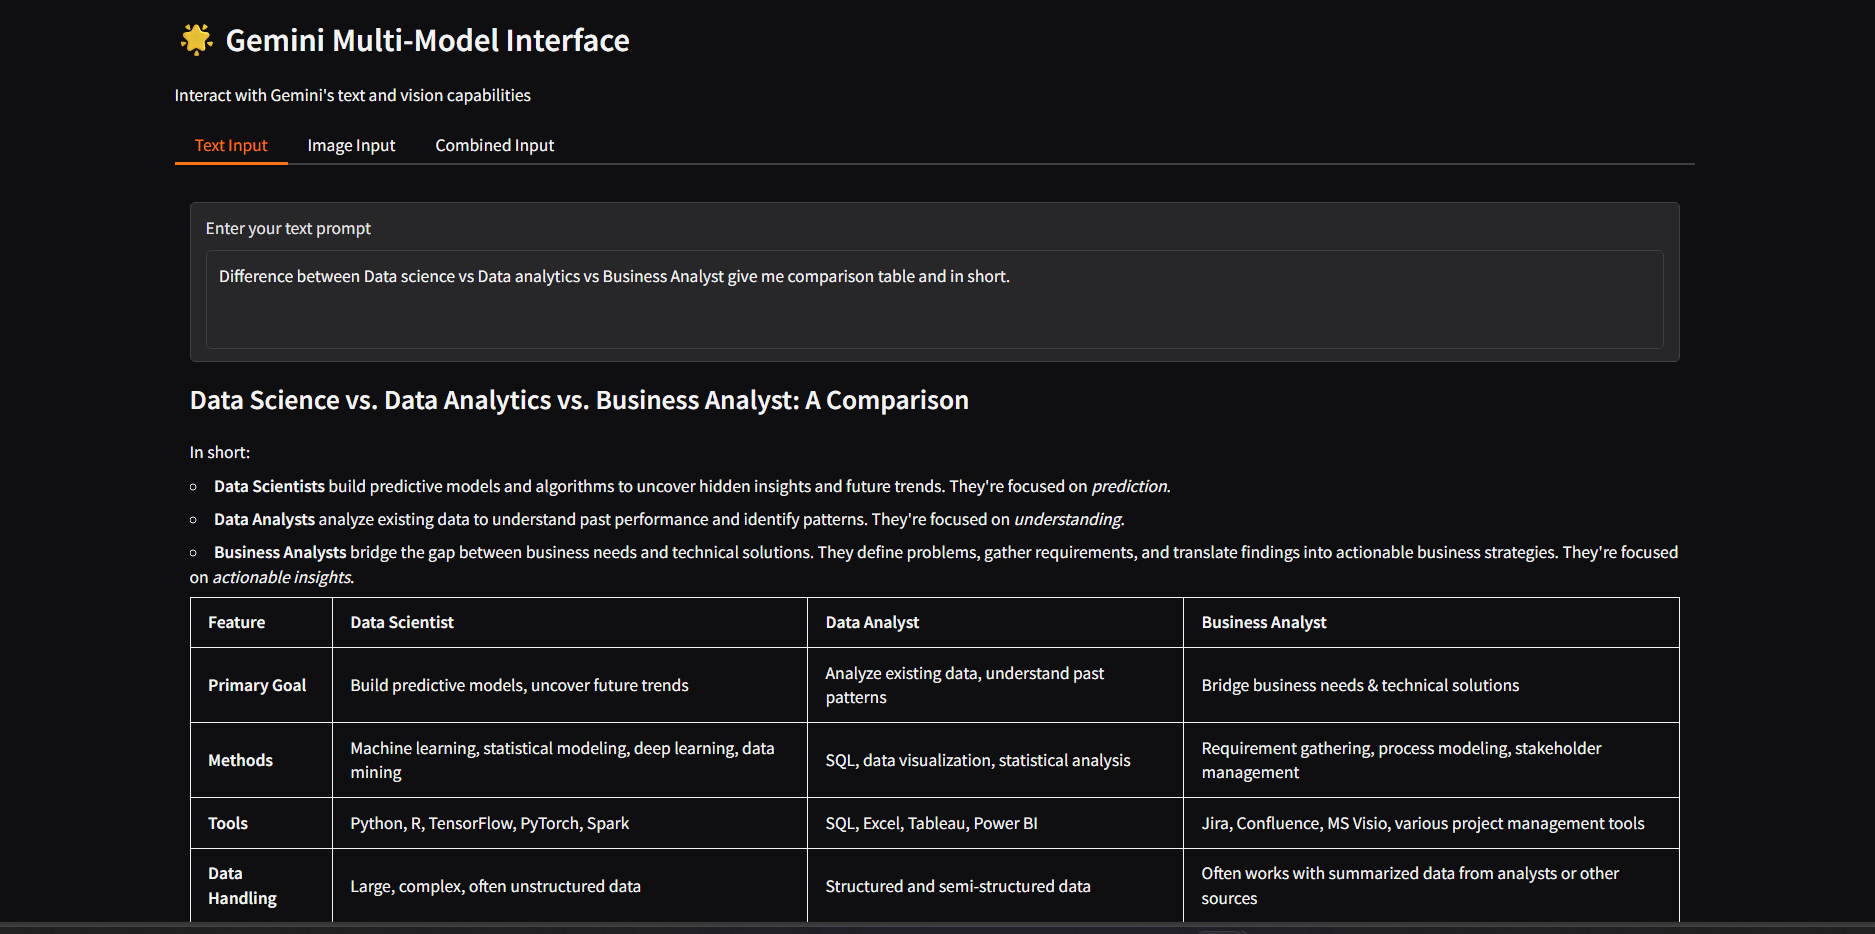 🌟 Gemini Multi-Model Interface
Interact with Gemini's text and vision capabilities
Text Input Image Input Combined Input
Enter your text prompt
Difference between Data science vs Data analytics vs Business Analyst give me comparison table and in short.
Data Science vs. Data Analytics vs. Business Analyst: A Comparison
In short:
Data Scientists build predictive models and algorithms to uncover hidden insights and future trends. They're focused on prediction.
Data Analysts analyze existing data to understand past performance and identify patterns. They're focused on understanding.
Business Analysts bridge the gap between business needs and technical solutions. They define problems, gather requirements, and translate findings into actionable business strategies. They're focused
on actionable insights.
Feature Data Scientist Data Analyst Business Analyst
Primary Goal Build predictive models, uncover future trends Analyze existing data, understand past
patterns Bridge business needs & technical solutions
Methods Machine learning, statistical modeling, deep learning, data
mining SQL, data visualization, statistical analysis Requirement gathering, process modeling, stakeholder
management
Tools Python, R, TensorFlow, PyTorch, Spark SQL, Excel, Tableau, Power BI Jira, Confluence, MS Visio, various project management tools
Data
Handling Large, complex, often unstructured data Structured and semi-structured data Often works with summarized data from analysts or other
sources